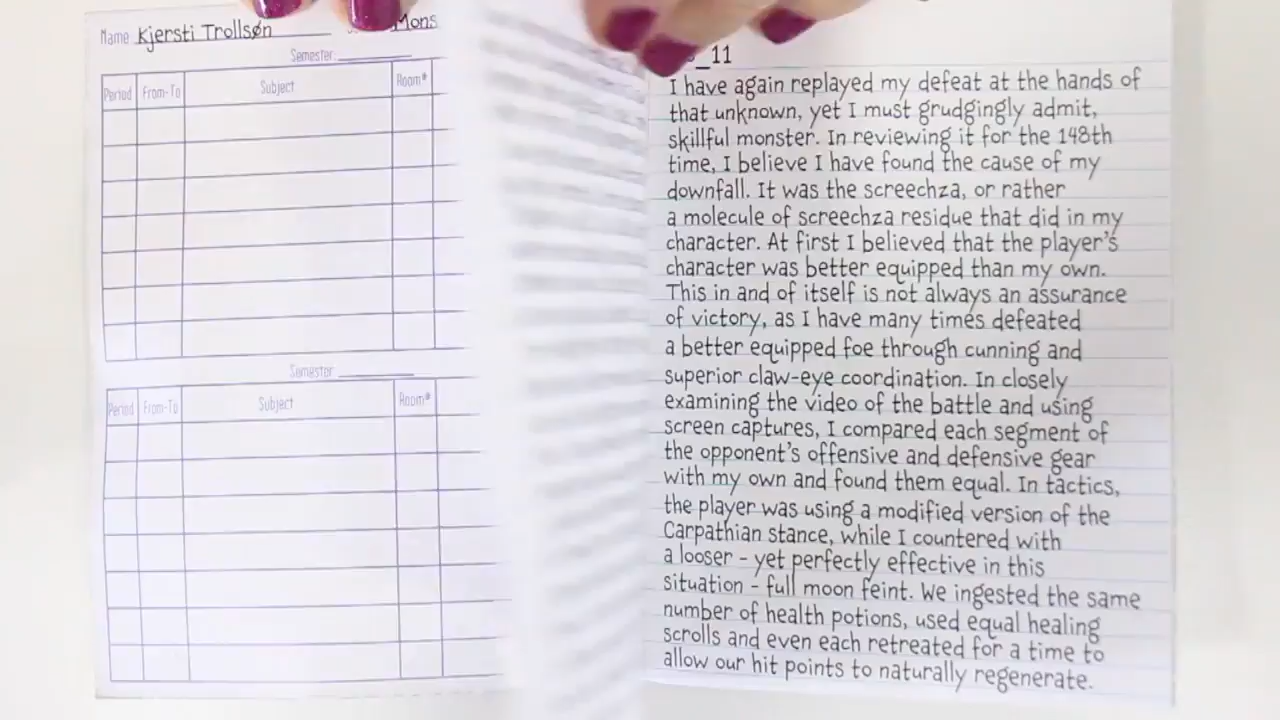 Name Kjersti Trollsøn
Mons
Semester:
Period From-To Subject Room#
Semester:
Period From-To Subject Room#
_11
I have again replayed my defeat at the hands of
that unknown, yet I must grudgingly admit,
skillful monster. In reviewing it for the 148th
time, I believe I have found the cause of my
downfall. It was the screechza, or rather
a molecule of screechza residue that did in my
character. At first I believed that the player's
character was better equipped than my own.
This in and of itself is not always an assurance
of victory, as I have many times defeated
a better equipped foe through cunning and
superior claw-eye coordination. In closely
examining the video of the battle and using
screen captures, I compared each segment of
the opponent's offensive and defensive gear
with my own and found them equal. In tactics,
the player was using a modified version of the
Carpathian stance, while I countered with
a looser - yet perfectly effective in this
situation - full moon feint. We ingested the same
number of health potions, used equal healing
scrolls and even each retreated for a time to
allow our hit points to naturally regenerate.